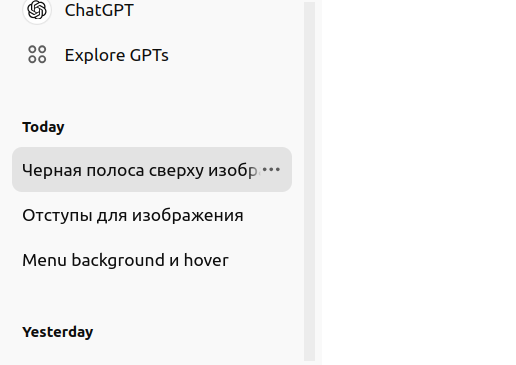 ChatGPT
Explore GPTs
Today
Черная полоса сверху изобр
Отступы для изображения
Menu background и hover
Yesterday